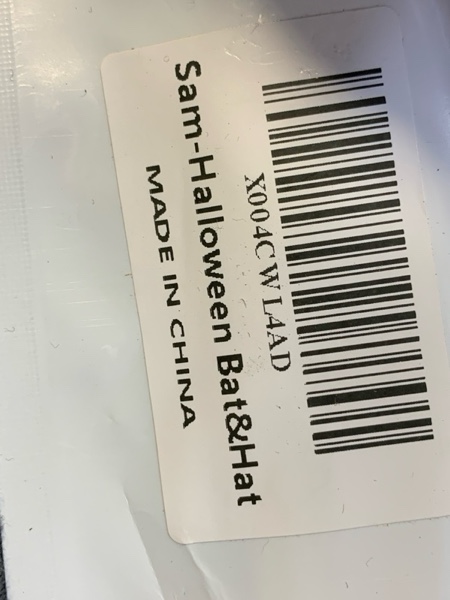 X004CWL4AD
Sam-Halloween Bat&Hat
MADE IN CHINA